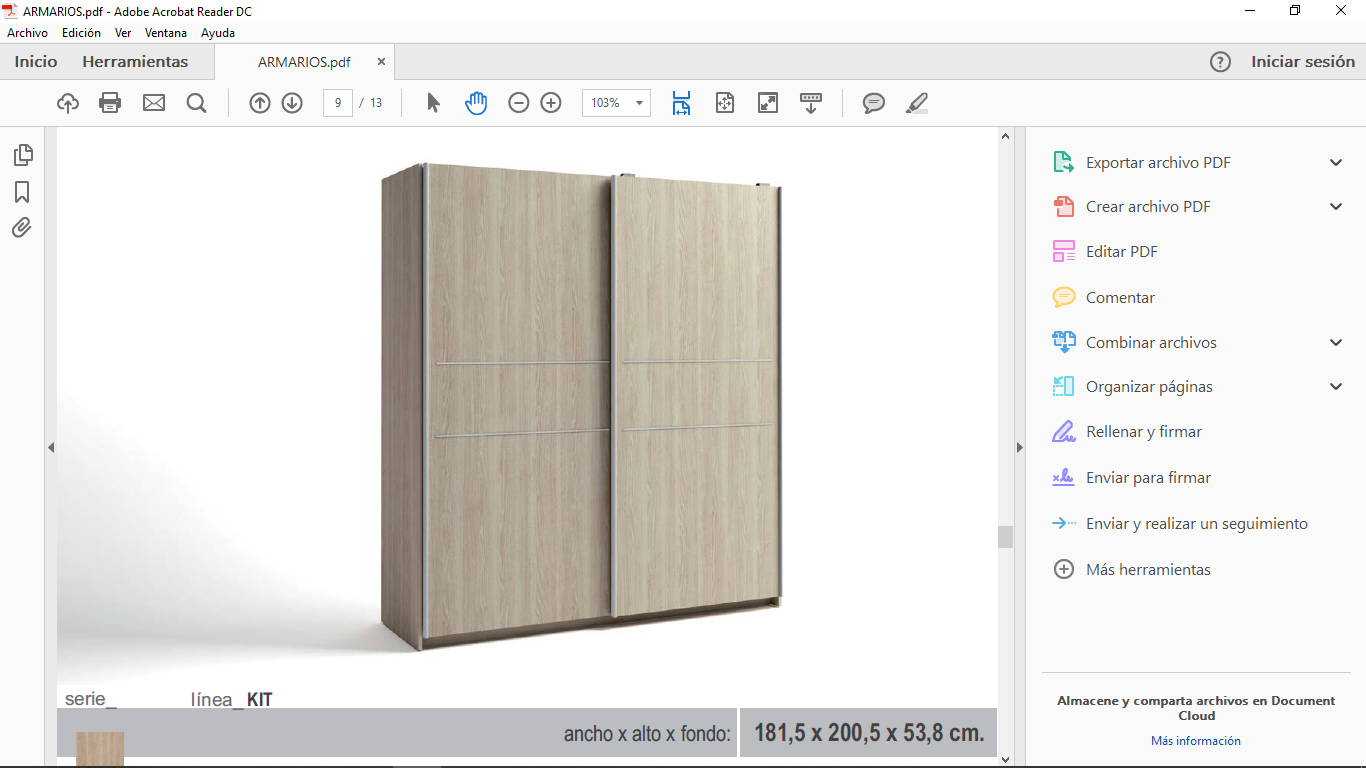 ARMARIOS.pdf - Adobe Acrobat Reader DC
Archivo Edición Ver Ventana Ayuda
Inicio Herramientas ARMARIOS.pdf × ? Iniciar sesión
9 / 13 103%
Exportar archivo PDF
Crear archivo PDF
Editar PDF
Comentar
Combinar archivos
Organizar páginas
Rellenar y firmar
Enviar para firmar
Enviar y realizar un seguimiento
Más herramientas
serie_ línea_ KIT
ancho x alto x fondo: 181,5 x 200,5 x 53,8 cm.
Almacene y comparta archivos en Document
Cloud
Más información